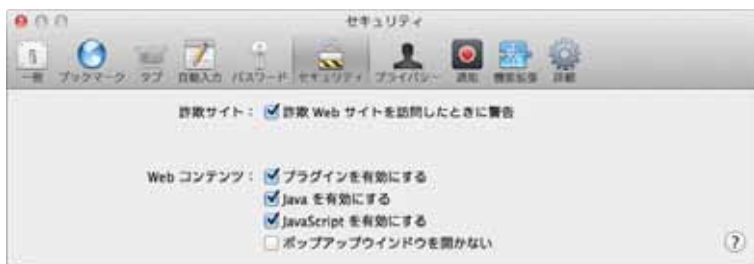 セキュリティ
一般 ブックマーク タブ 自動入力 パスワード セキュリティ プライバシー 通知 機能拡張 詳細
詐欺サイト： 詐欺 Web サイトを訪問したときに警告
Web コンテンツ： プラグインを有効にする
Java を有効にする
JavaScript を有効にする
ポップアップウインドウを開かない
?